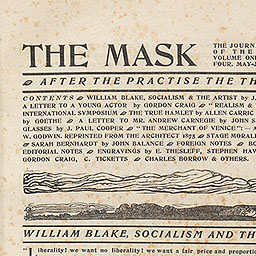 THE MASK
THE JOURNAL
OF THE
VOLUME ONE
FOUR. MAY-J
AFTER THE PRACTISE THE TH
CONTENTS WILLIAM BLAKE, SOCIALISM & THE ARTIST by J.
A LETTER TO A YOUNG ACTOR by GORDON CRAIG "REALISM &
INTERNATIONAL SYMPOSIUM THE TRUE HAMLET by ALLEN CARRIC
by GOETHE A LETTER TO MR. ANDREW CARNEGIE by JOHN S
GLASSES by J. PAUL COOPER "THE MERCHANT OF VENICE";
W. GODWIN. REPRINTED FROM THE ARCHITECT 1875 STAGE MORALI
SARAH BERNHARDT by JOHN BALANCE FOREIGN NOTES BO
EDITORIAL NOTES ENGRAVINGS by E. THESLEFF, STEPHEN HAV
GORDON CRAIG, C. TICKETTS CHARLES BORROW & OTHERS.
WILLIAM BLAKE, SOCIALISM AND TH
"Liberality! we want no liberality! we want a fair price and proportio